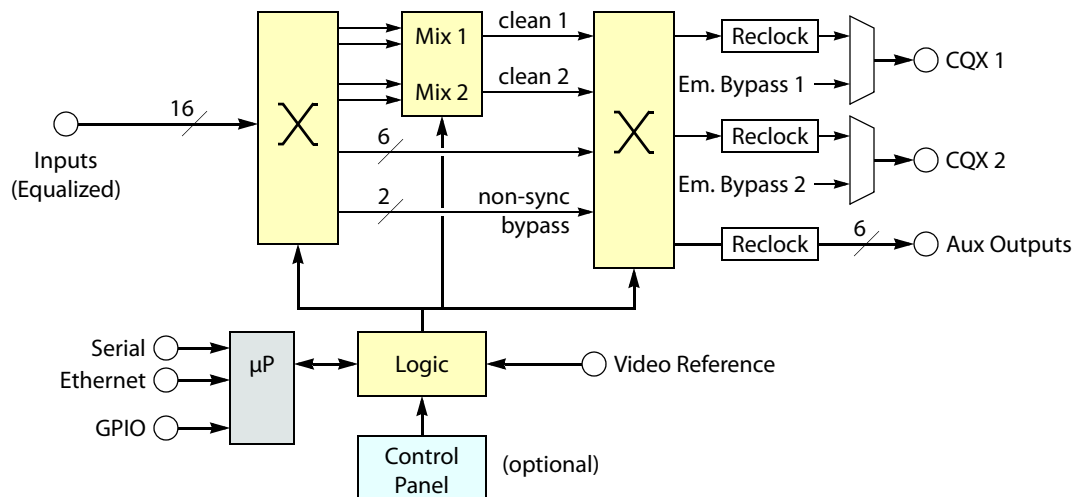 16
Inputs
(Equalized)
Mix 1
Mix 2
clean 1
clean 2
6
2
non-sync
bypass
Reclock
Em. Bypass 1
CQX 1
Reclock
Em. Bypass 2
CQX 2
Reclock
6
Aux Outputs
Serial
Ethernet
GPIO
µP
Logic
Video Reference
Control
Panel
(optional)